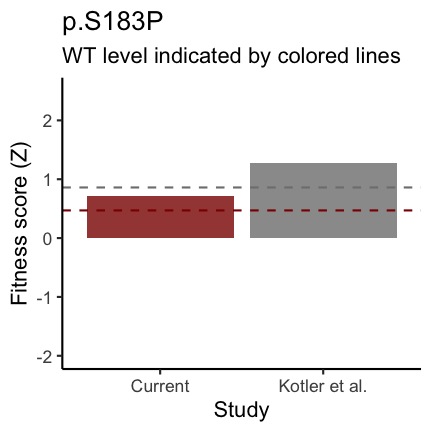 p.S183P
WT level indicated by colored lines
Fitness score (Z)
2
1
0
-1
-2
Current
Kotler et al.
Study